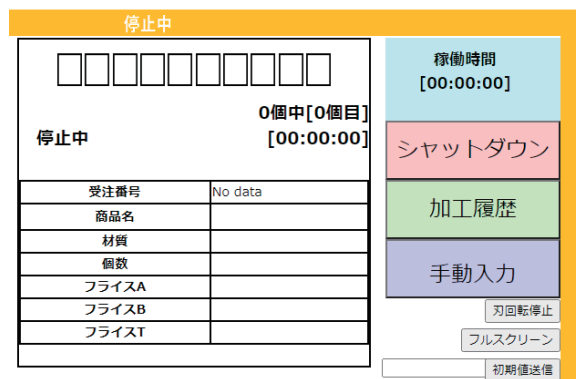 停止中
稼働時間
[00:00:00]
0個中[0個目]
停止中
[00:00:00]
シャットダウン
受注番号 No data
加工履歴
商品名
材質
個数
手動入力
フライスA
フライスB
刃回転停止
フライスT
フルスクリーン
初期値送信